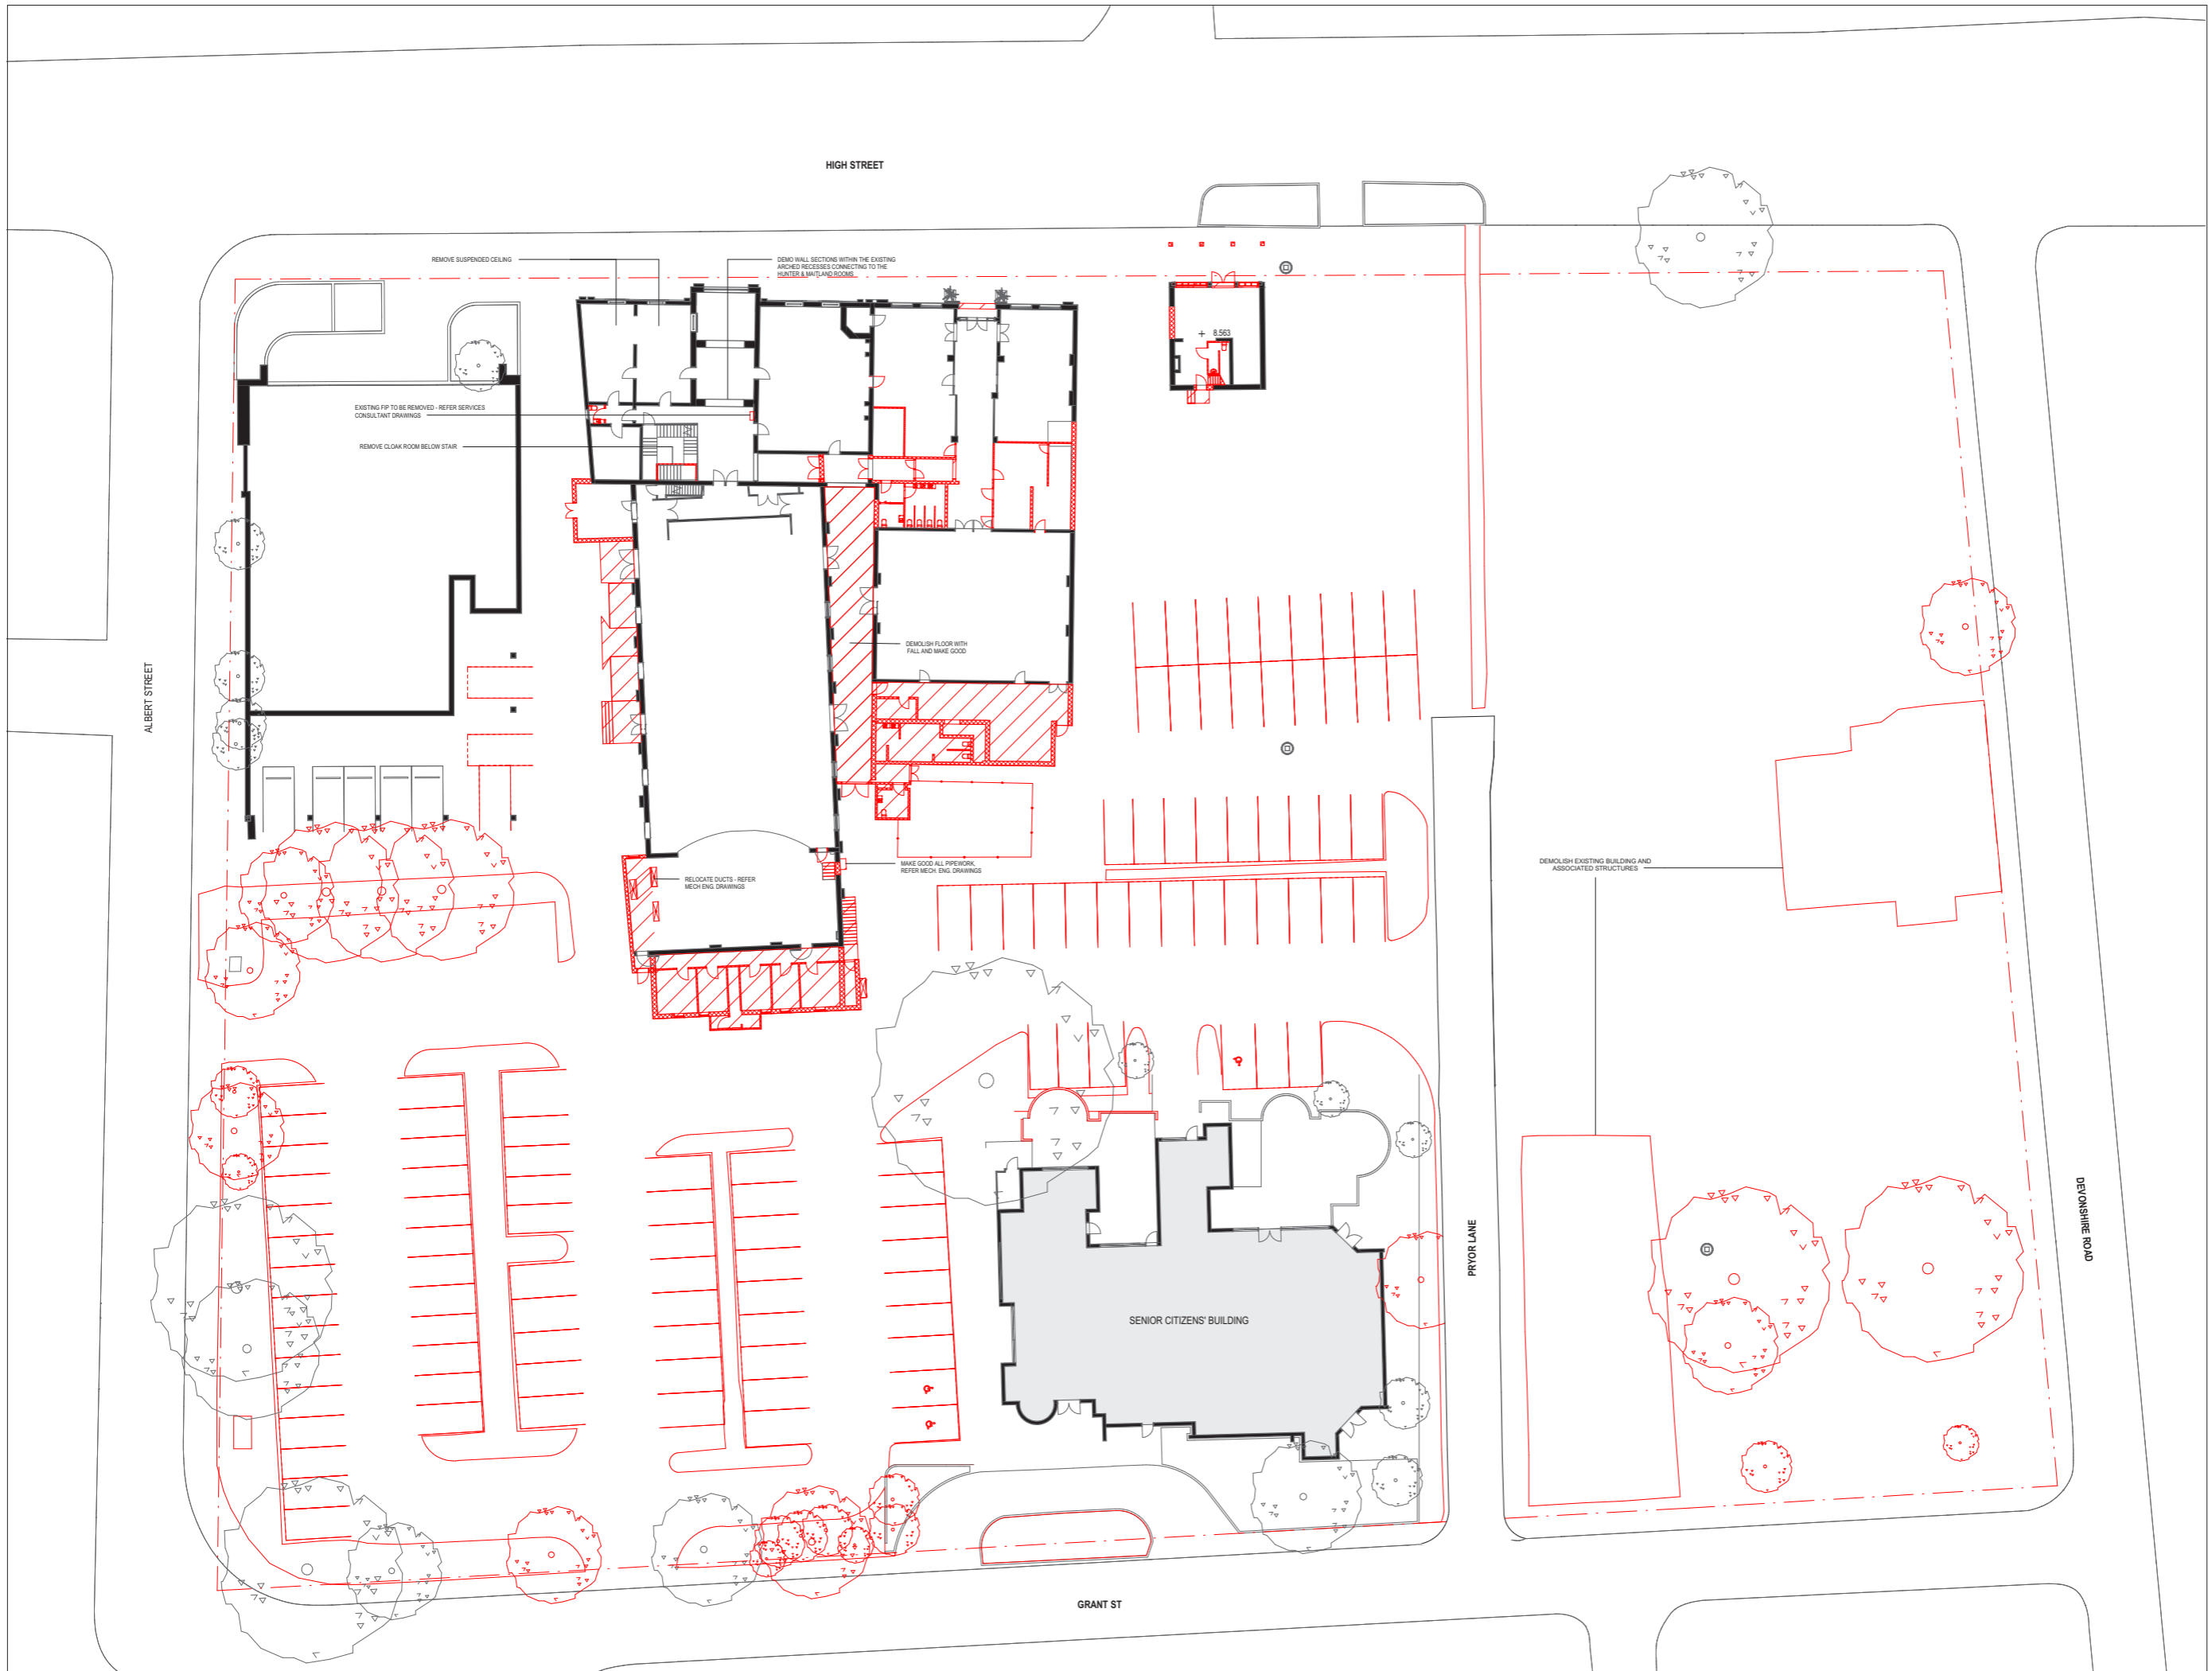 HIGH STREET
REMOVE SUSPENDED CEILING
DEMO WALL SECTIONS WITHIN THE EXISTING
ARCHED RECESSES CONNECTING TO THE
HUNTER & MAITLAND ROOMS
8.563
EXISTING FIP TO BE REMOVED - REFER SERVICES
CONSULTANT DRAWINGS
REMOVE CLOAK ROOM BELOW STAIR
DEMOLISH FLOOR WITH
FALL AND MAKE GOOD
ALBERT STREET
MAKE GOOD ALL PIPEWORK,
REFER MECH. ENG. DRAWINGS
RELOCATE DUCTS - REFER
MECH ENG. DRAWINGS
DEMOLISH EXISTING BUILDING AND
ASSOCIATED STRUCTURES
PRYOR LANE
DEVONSHIRE ROAD
SENIOR CITIZENS' BUILDING
GRANT ST